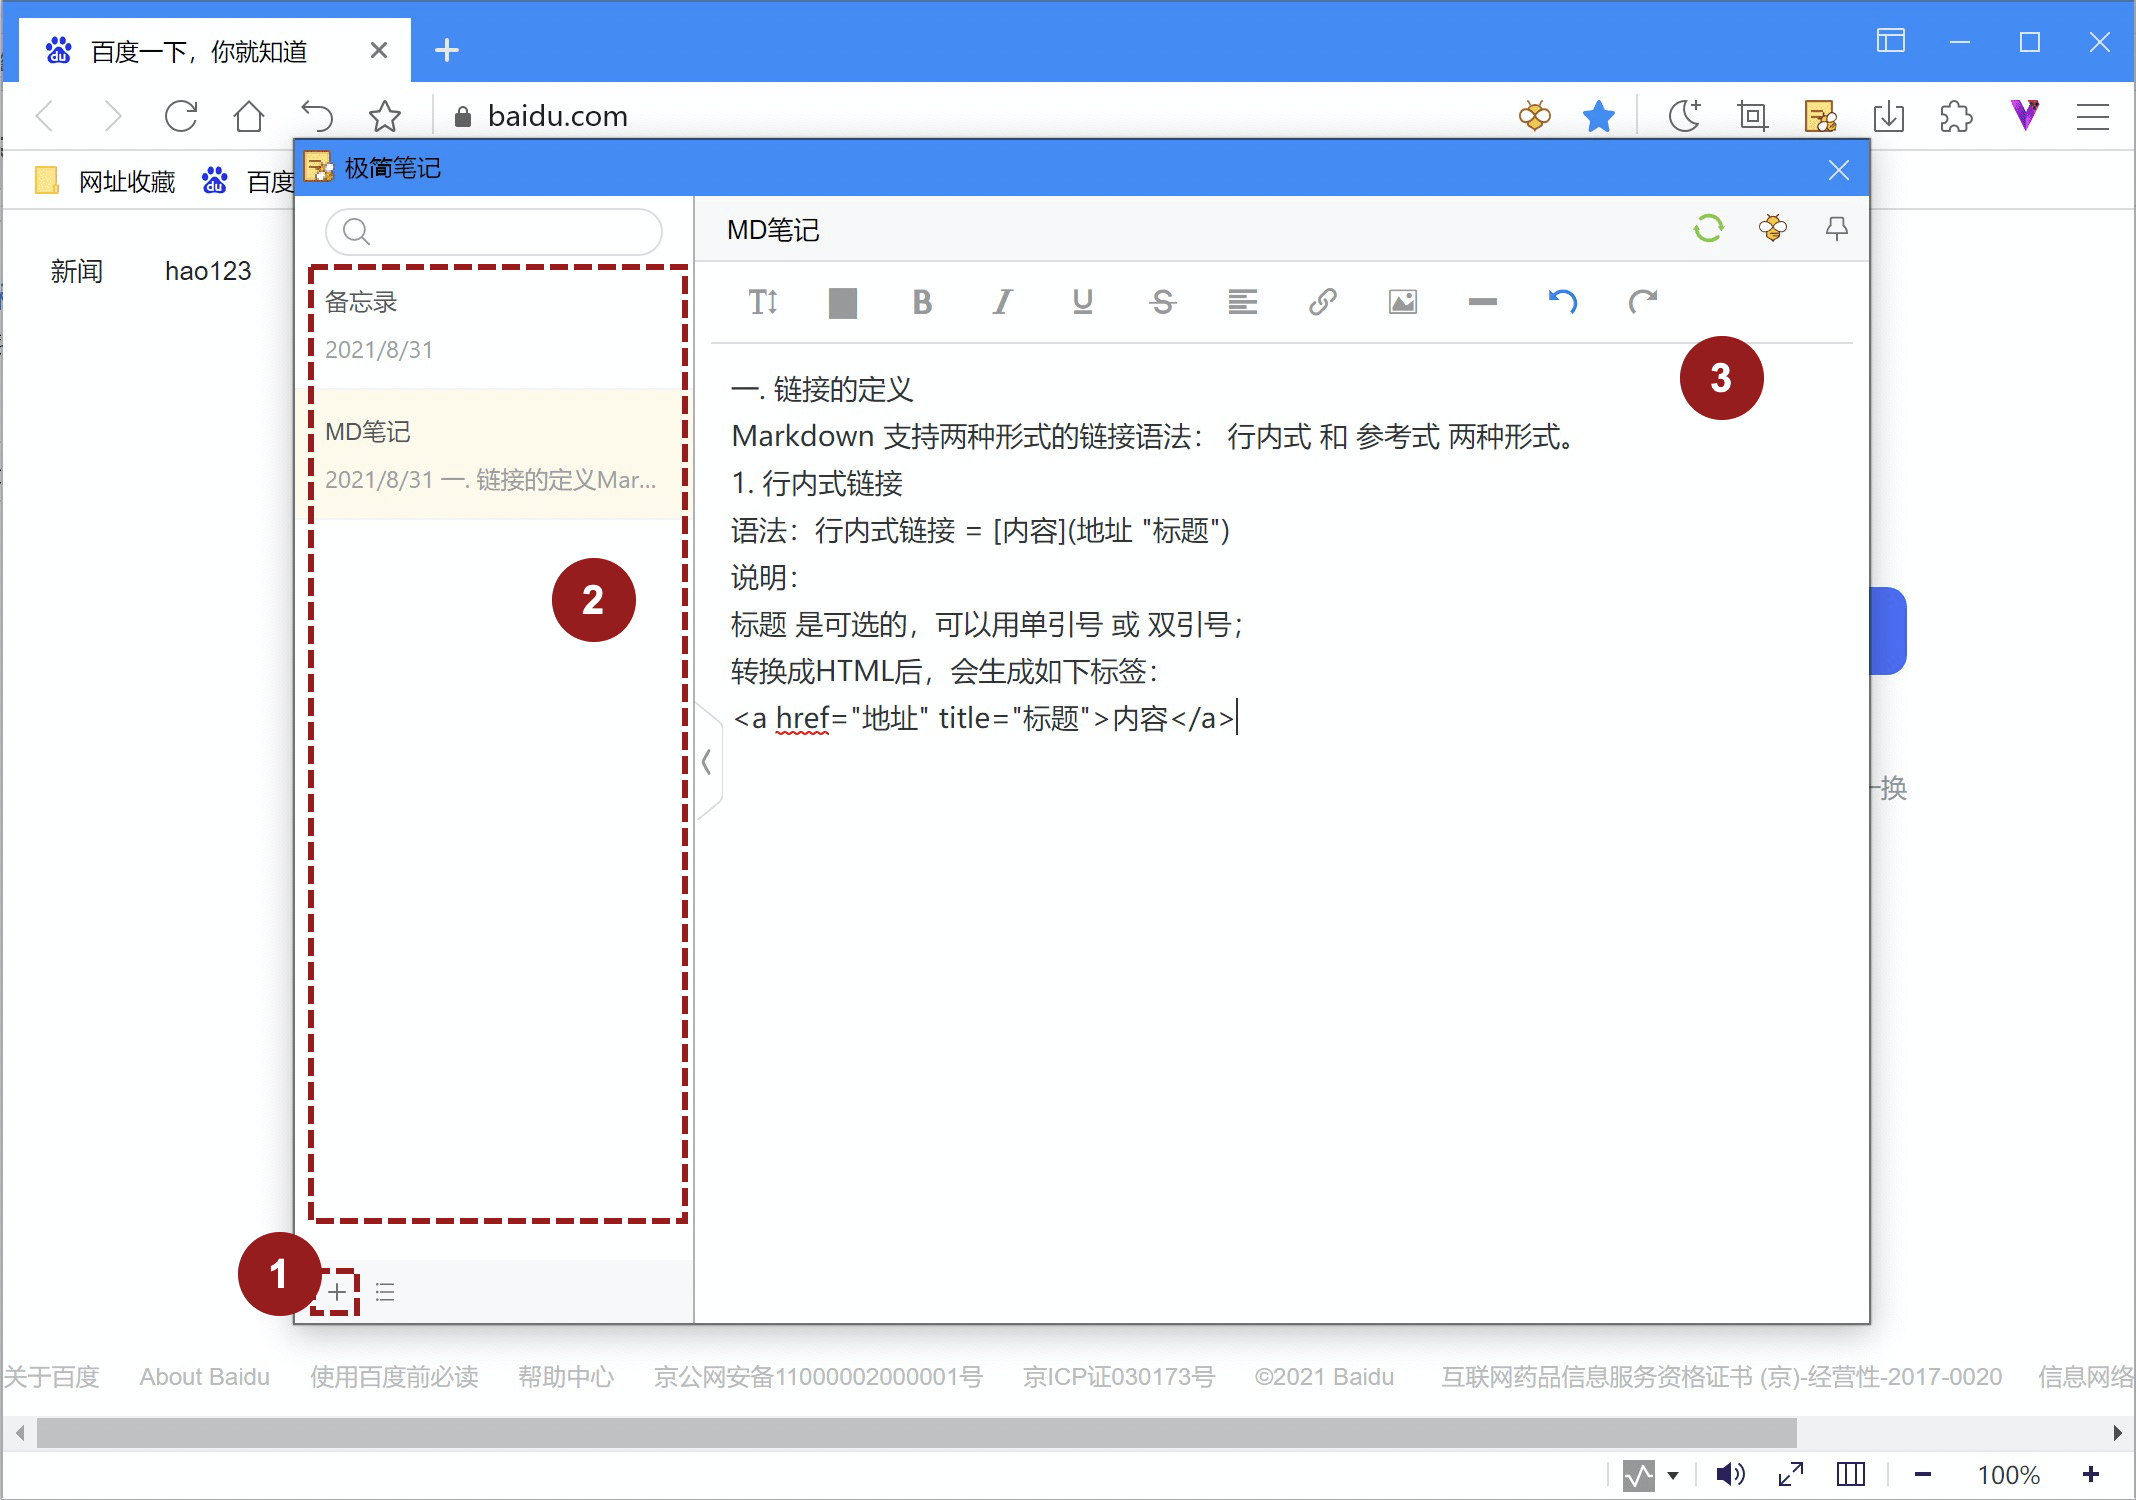 百度一下，你就知道
baidu.com
网址收藏
百度
极简笔记
新闻
hao123
备忘录
2021/8/31
MD笔记
2021/8/31 一. 链接的定义Mar...
2
1
MD笔记
3
一. 链接的定义
Markdown 支持两种形式的链接语法： 行内式 和 参考式 两种形式。
1. 行内式链接
语法：行内式链接 = [内容](地址 "标题")
说明：
标题 是可选的，可以用单引号 或 双引号；
转换成HTML后，会生成如下标签：
<a href="地址" title="标题">内容</a>
换
关于百度 About Baidu 使用百度前必读 帮助中心 京公网安备11000002000001号 京ICP证030173号 ©2021 Baidu 互联网药品信息服务资格证书 (京)-经营性-2017-0020 信息网络
100%